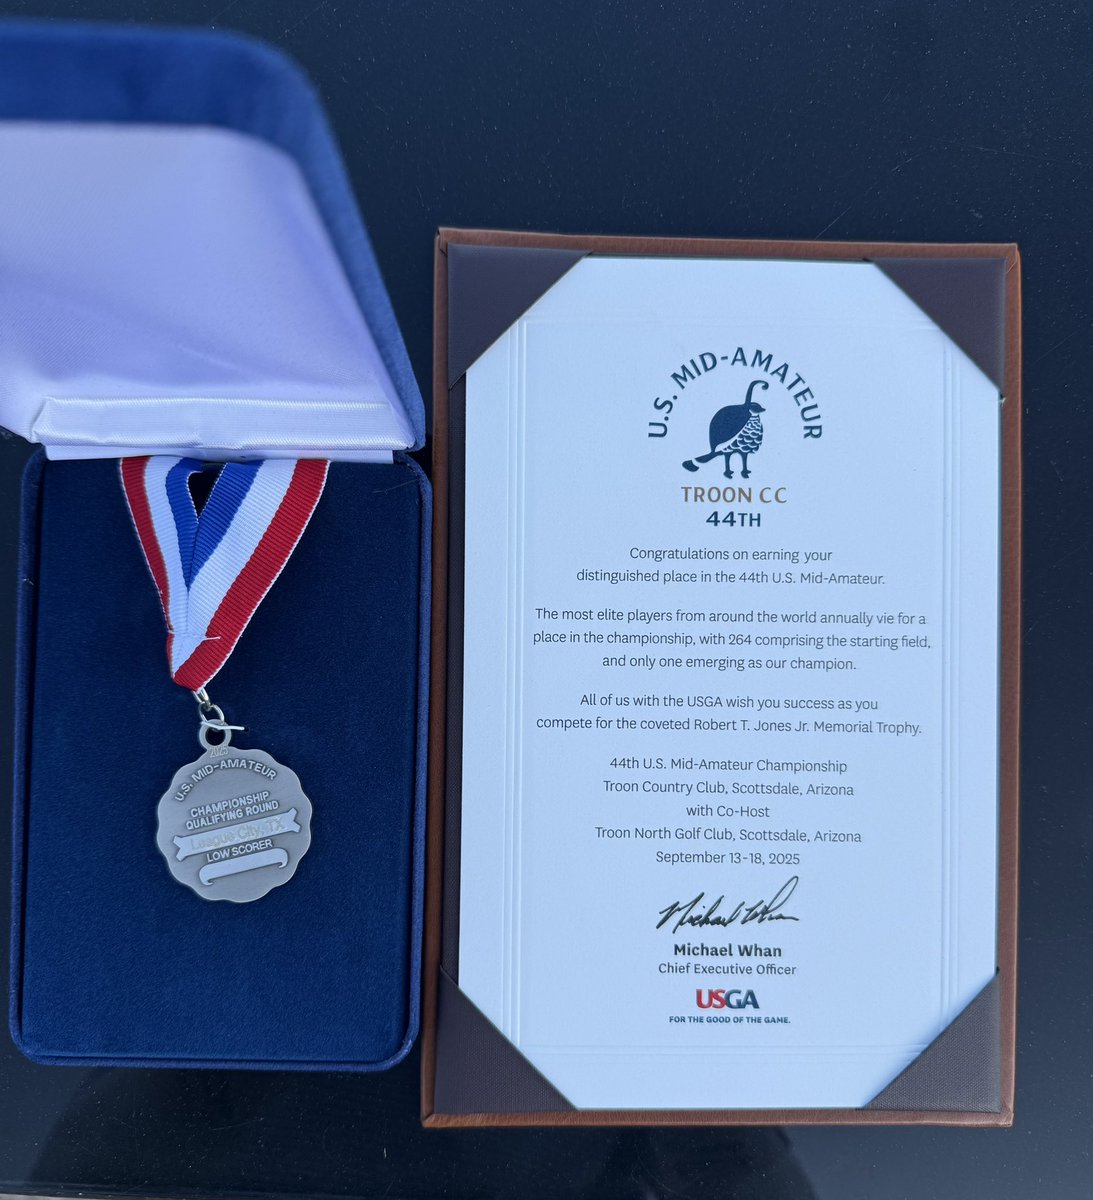 2025
U.S. MID-AMATEUR
CHAMPIONSHIP
QUALIFYING ROUND
League City, TX
LOW SCORER
U.S. MID-AMATEUR
TROON CC
44TH
Congratulations on earning your
distinguished place in the 44th U.S. Mid-Amateur.
The most elite players from around the world annually vie for a
place in the championship, with 264 comprising the starting field,
and only one emerging as our champion.
All of us with the USGA wish you success as you
compete for the coveted Robert T. Jones Jr. Memorial Trophy.
44th U.S. Mid-Amateur Championship
Troon Country Club, Scottsdale, Arizona
with Co-Host
Troon North Golf Club, Scottsdale, Arizona
September 13-18, 2025
Michael Whan
Michael Whan
Chief Executive Officer
USGA
FOR THE GOOD OF THE GAME.